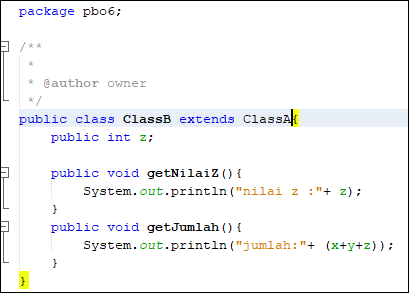 package pbo6;
/**
*
* @author owner
*/
public class ClassB extends ClassA{
public int z;
public void getNilaiZ(){
System.out.println("nilai z :"+ z);
}
public void getJumlah(){
System.out.println("jumlah:"+ (x+y+z));
}
}